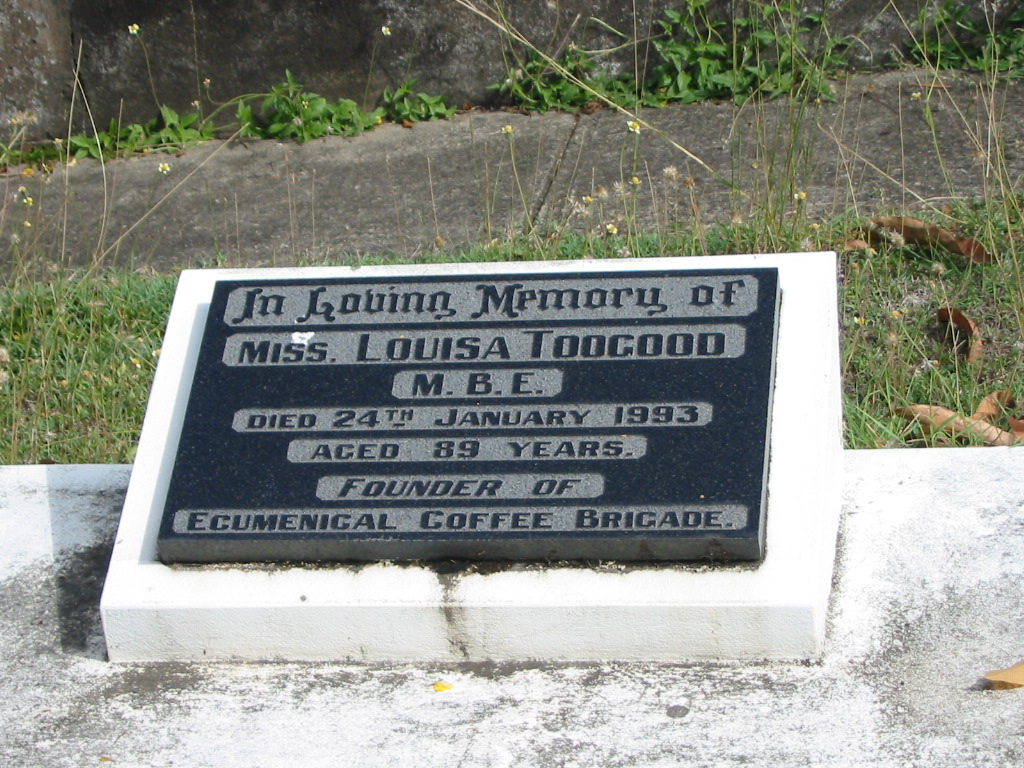 In Loving Memory of
MISS. LOUISA TOOGOOD
M.B.E.
DIED 24TH JANUARY 1993
AGED 89 YEARS.
FOUNDER OF
ECUMENICAL COFFEE BRIGADE.